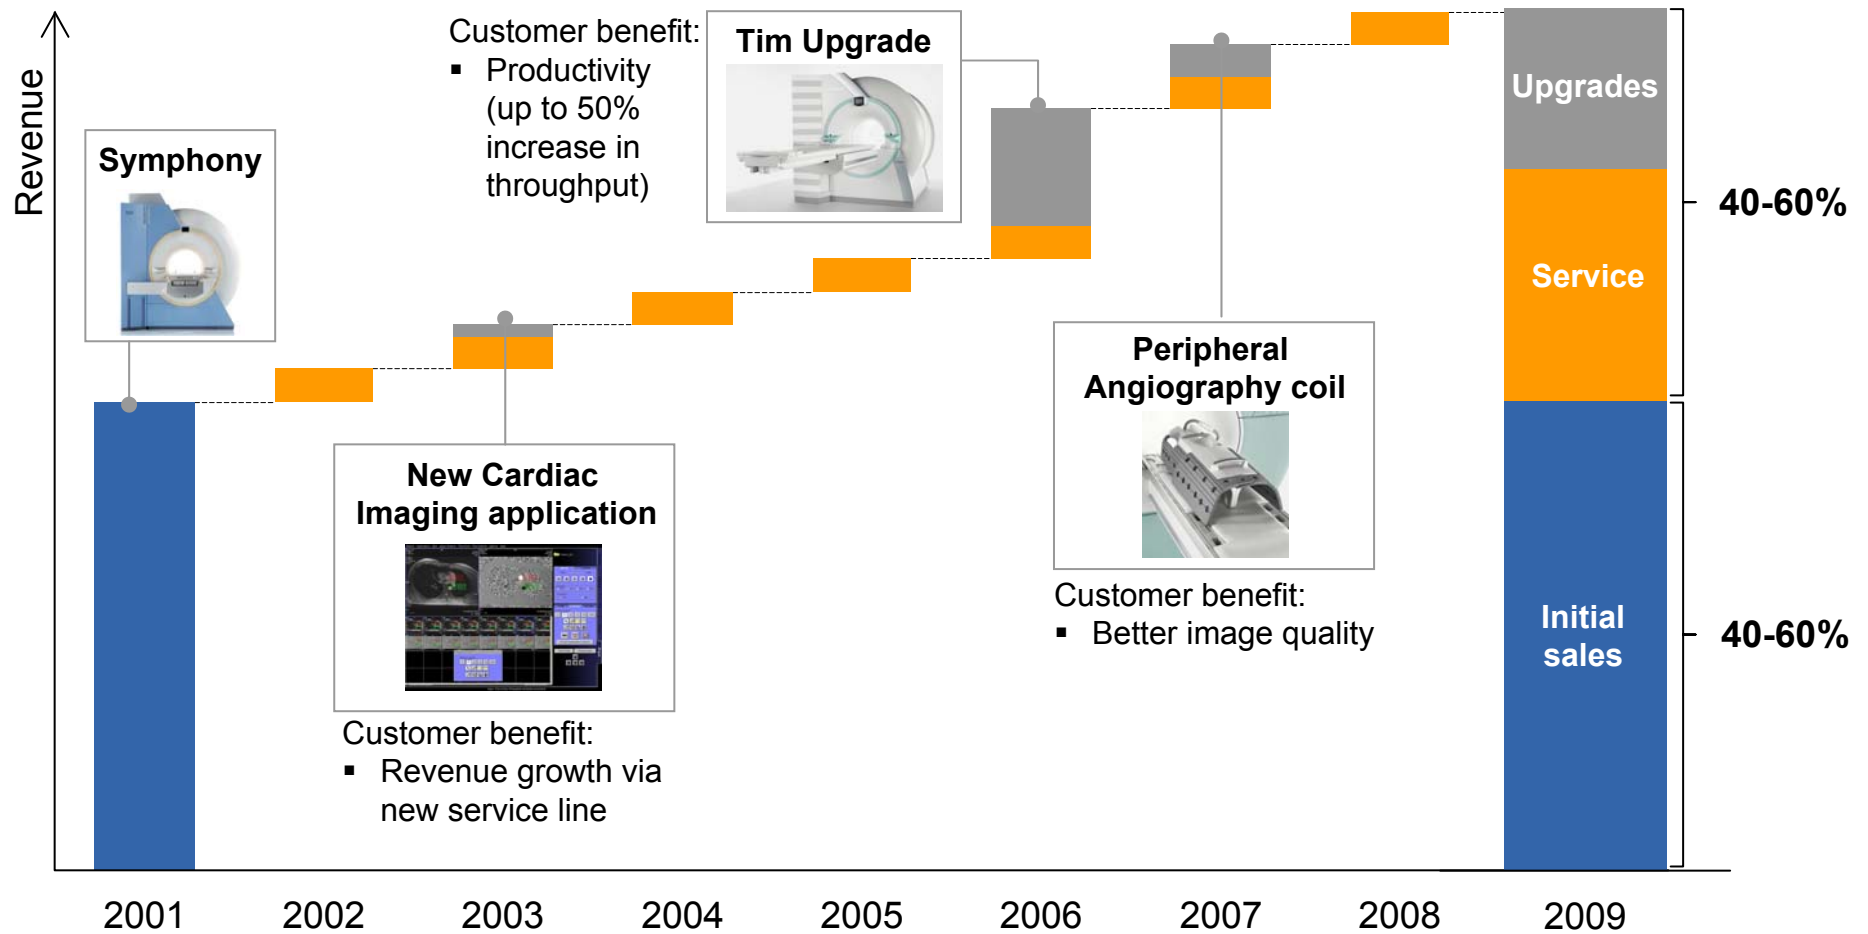 Revenue
Symphony
Customer benefit:
▪ Productivity
(up to 50%
increase in
throughput)
Tim Upgrade
New Cardiac
Imaging application
Customer benefit:
▪ Revenue growth via
new service line
Peripheral
Angiography coil
Customer benefit:
▪ Better image quality
Upgrades
Service
Initial
sales
40-60%
40-60%
2001 2002 2003 2004 2005 2006 2007 2008 2009